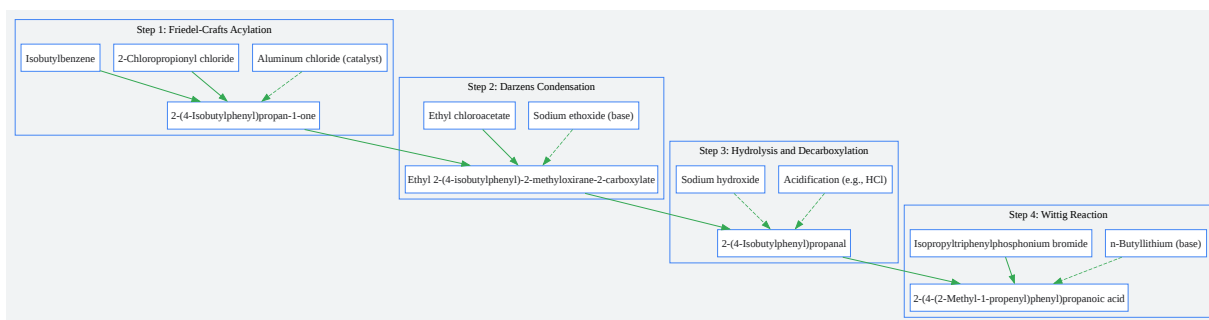 Step 1: Friedel-Crafts Acylation
Isobutylbenzene
2-Chloropropionyl chloride
Aluminum chloride (catalyst)
2-(4-Isobutylphenyl)propan-1-one
Step 2: Darzens Condensation
Ethyl chloroacetate
Sodium ethoxide (base)
Ethyl 2-(4-isobutylphenyl)-2-methyloxirane-2-carboxylate
Step 3: Hydrolysis and Decarboxylation
Sodium hydroxide
Acidification (e.g., HCl)
2-(4-Isobutylphenyl)propanal
Step 4: Wittig Reaction
Isopropyltriphenylphosphonium bromide
n-Butyllithium (base)
2-(4-(2-Methyl-1-propenyl)phenyl)propanoic acid